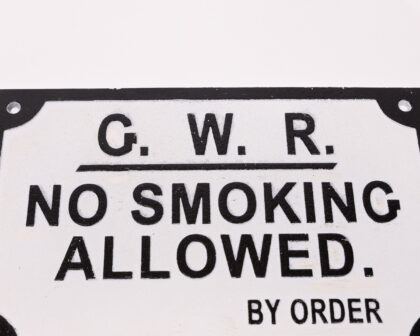 G. W. R.
NO SMOKING
ALLOWED.
BY ORDER